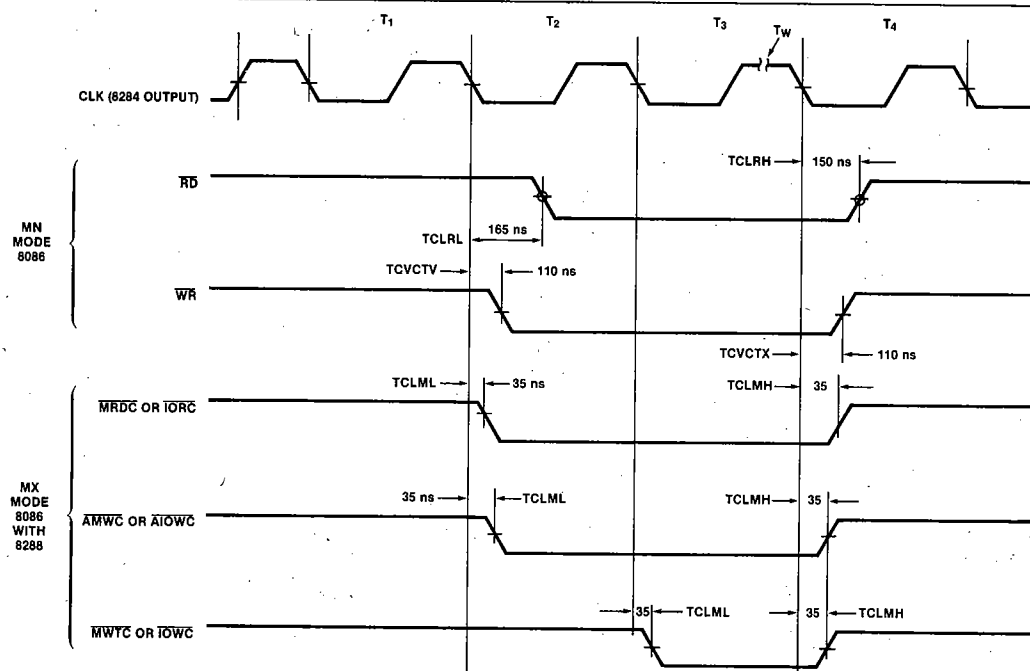 T1 T2 T3 T4
TW
CLK (8284 OUTPUT)
TCLRH 150 ns
RD
MN
MODE
8086
165 ns
TCLRL
TCVCTV 110 ns
WR
TCVCTX 110 ns
TCLML 35 ns TCLMH 35
MRDC OR IORC
MX
MODE
8086
WITH
8288
35 ns TCLML TCLMH 35
AMWC OR AIOWC
35 TCLML 35 TCLMH
MWTC OR IOWC